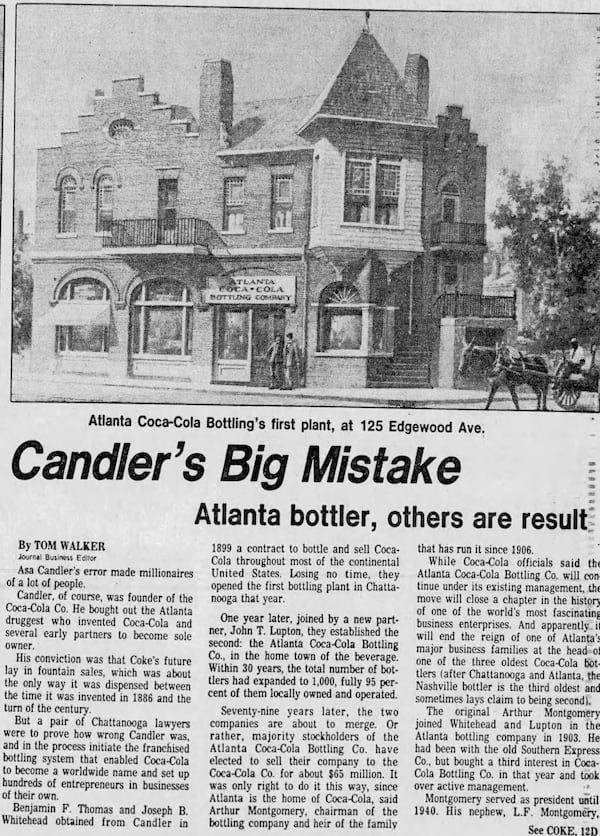 ATLANTA
COCA-COLA
BOTTLING COMPANY
Atlanta Coca-Cola Bottling's first plant, at 125 Edgewood Ave.
Candler's Big Mistake
Atlanta bottler, others are result
By TOM WALKER
Journal Business Editor
Asa Candler's error made millionaires
of a lot of people.
Candler, of course, was founder of the
Coca-Cola Co. He bought out the Atlanta
druggest who invented Coca-Cola and
several early partners to become sole
owner.
His conviction was that Coke's future
lay in fountain sales, which was about
the only way it was dispensed between
the time it was invented in 1886 and the
turn of the century.
But a pair of Chattanooga lawyers
were to prove how wrong Candler was,
and in the process initiate the franchised
bottling system that enabled Coca-Cola
to become a worldwide name and set up
hundreds of entrepreneurs in businesses
of their own.
Benjamin F. Thomas and Joseph B.
Whitehead obtained from Candler in
1899 a contract to bottle and sell Coca-
Cola throughout most of the continental
United States. Losing no time, they
opened the first bottling plant in Chatta-
nooga that year.
One year later, joined by a new part-
ner, John T. Lupton, they established the
second: the Atlanta Coca-Cola Bottling
Co., in the home town of the beverage.
Within 30 years, the total number of bot-
tlers had expanded to 1,000, fully 95 per-
cent of them locally owned and operated.
Seventy-nine years later, the two
companies are about to merge. Or
rather, majority stockholders of the
Atlanta Coca-Cola Bottling Co. have
elected to sell their company to the
Coca-Cola Co. for about $65 million. It
was only right to do it this way, since
Atlanta is the home of Coca-Cola, said
Arthur Montgomery, chairman of the
bottling company and heir of the family
that has run it since 1906.
While Coca-Cola officials said the
Atlanta Coca-Cola Bottling Co. will con-
tinue under its existing management, the
move will close a chapter in the history
of one of the world's most fascinating
business enterprises. And apparently it
will end the reign of one of Atlanta's
major business families at the head of
one of the three oldest Coca-Cola bot-
tlers (after Chattanooga and Atlanta, the
Nashville bottler is the third oldest and
sometimes lays claim to being second).
The original Arthur Montgomery
joined Whitehead and Lupton in the
Atlanta bottling company in 1903. He
had been with the old Southern Express
Co., but bought a third interest in Coca-
Cola Bottling Co. in that year and took
over active management.
Montgomery served as president until
1940. His nephew, L.F. Montgomery,
See COKE, 12D